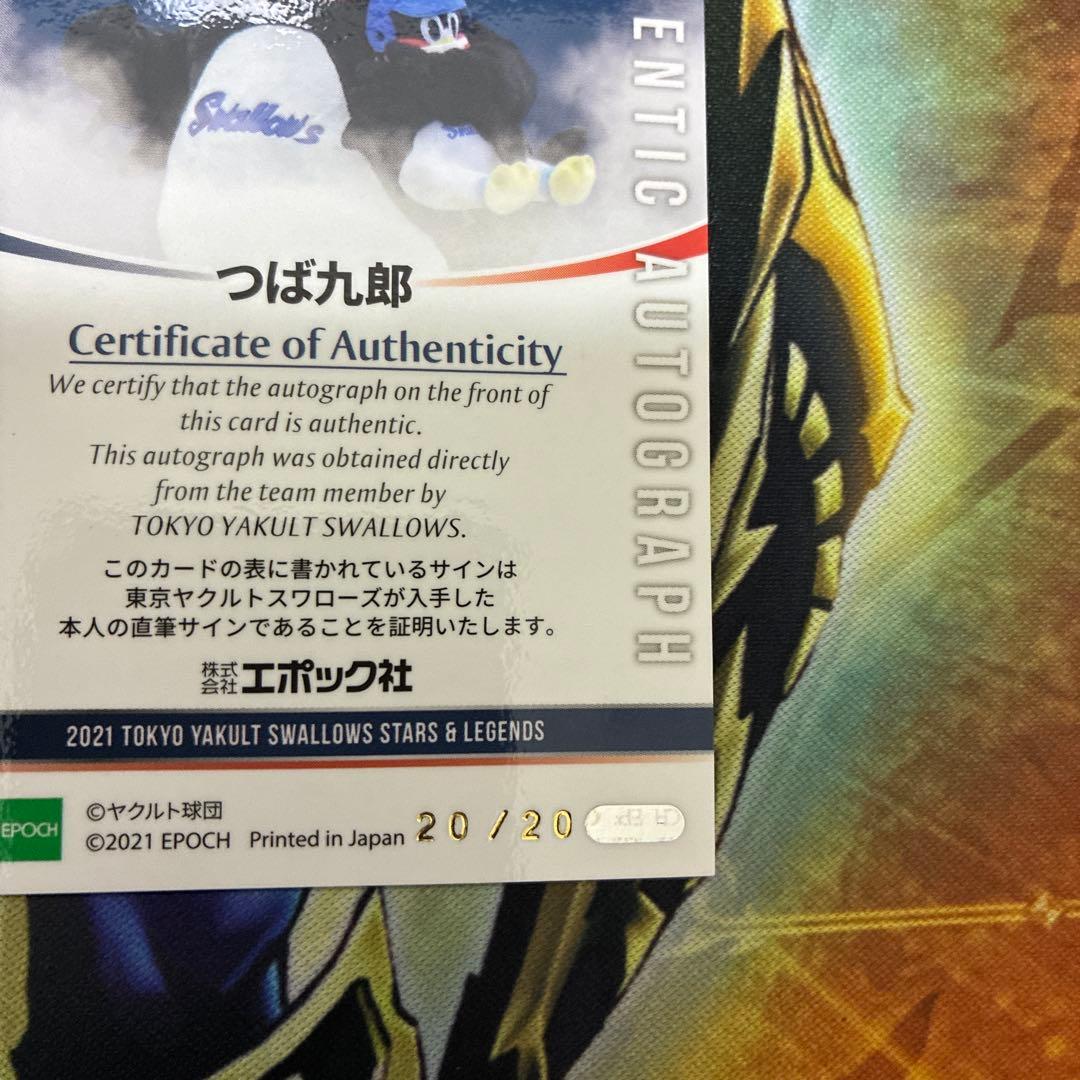 Swallows
ENTIC AUTOGRAPH
つば九郎
Certificate of Authenticity
We certify that the autograph on the front of
this card is authentic.
This autograph was obtained directly
from the team member by
TOKYO YAKULT SWALLOWS.
このカードの表に書かれているサインは
東京ヤクルトスワローズが入手した
本人の直筆サインであることを証明いたします。
株式会社エポック社
2021 TOKYO YAKULT SWALLOWS STARS & LEGENDS
EPOCH
©ヤクルト球団
©2021 EPOCH Printed in Japan
20/20